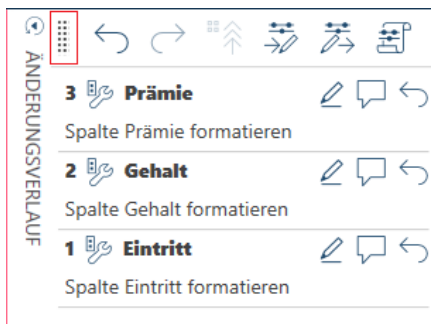 ÄNDERUNGSVERLAUF
3 Prämie
Spalte Prämie formatieren
2 Gehalt
Spalte Gehalt formatieren
1 Eintritt
Spalte Eintritt formatieren